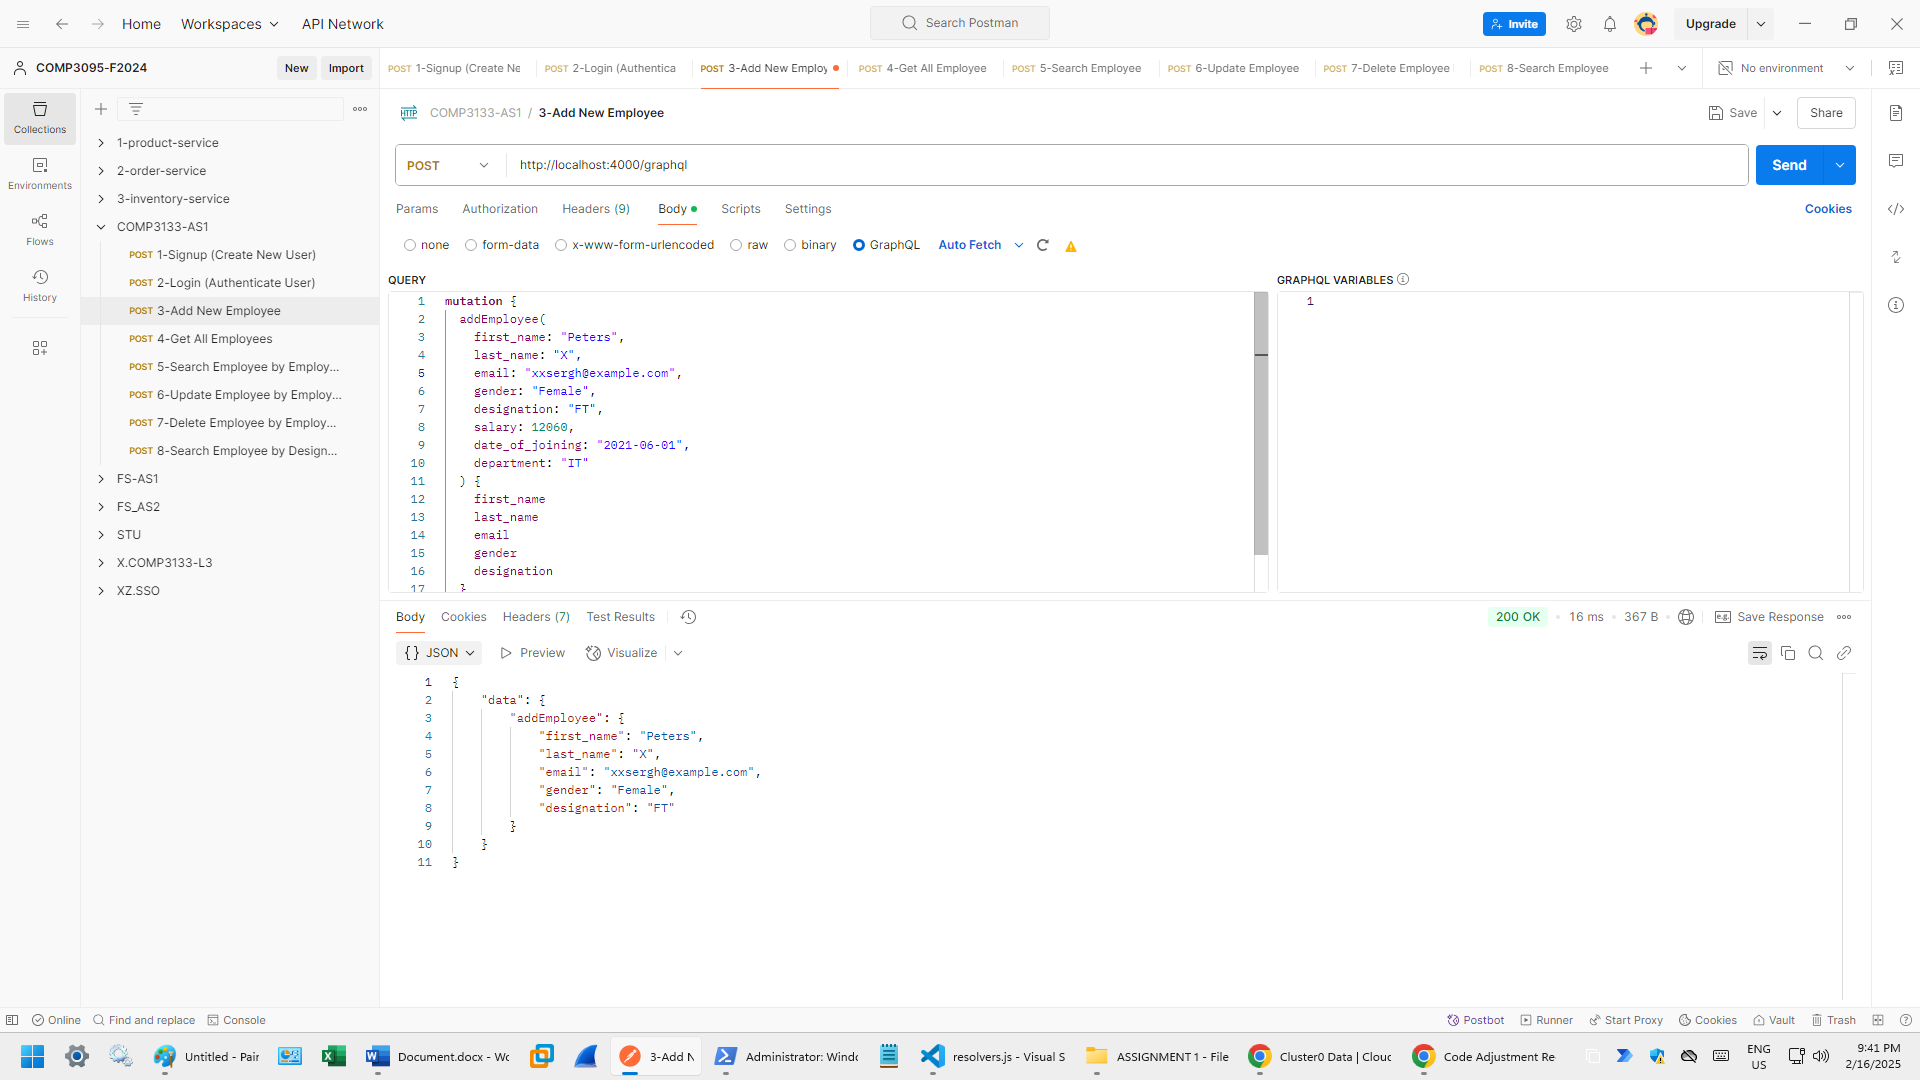 Home
Workspaces
API Network
Search Postman
Invite
Upgrade
COMP3095-F2024
New
Import
POST 1-Signup (Create Ne
POST 2-Login (Authentica
POST 3-Add New Employ
POST 4-Get All Employee
POST 5-Search Employee
POST 6-Update Employee
POST 7-Delete Employee
POST 8-Search Employee
No environment
Collections
Environments
Flows
History
1-product-service
2-order-service
3-inventory-service
COMP3133-AS1
POST 1-Signup (Create New User)
POST 2-Login (Authenticate User)
POST 3-Add New Employee
POST 4-Get All Employees
POST 5-Search Employee by Employ...
POST 6-Update Employee by Employ...
POST 7-Delete Employee by Employ...
POST 8-Search Employee by Design...
FS-AS1
FS_AS2
STU
X.COMP3133-L3
XZ.SSO
HTTP COMP3133-AS1 / 3-Add New Employee
Save
Share
POST
http://localhost:4000/graphql
Send
Params
Authorization
Headers (9)
Body
Scripts
Settings
Cookies
none
form-data
x-www-form-urlencoded
raw
binary
GraphQL
Auto Fetch
QUERY
1 mutation {
2 addEmployee(
3 first_name: "Peters",
4 last_name: "X",
5 email: "xxsergh@example.com",
6 gender: "Female",
7 designation: "FT",
8 salary: 12060,
9 date_of_joining: "2021-06-01",
10 department: "IT"
11 ) {
12 first_name
13 last_name
14 email
15 gender
16 designation
17 }
GRAPHQL VARIABLES
1
Body
Cookies
Headers (7)
Test Results
200 OK
16 ms
367 B
e.g. Save Response
{} JSON
Preview
Visualize
1 {
2 "data": {
3 "addEmployee": {
4 "first_name": "Peters",
5 "last_name": "X",
6 "email": "xxsergh@example.com",
7 "gender": "Female",
8 "designation": "FT"
9 }
10 }
11 }
Online
Find and replace
Console
Postbot
Runner
Start Proxy
Cookies
Vault
Trash
Untitled - Pain
Document.docx - Wo
3-Add N
Administrator: Windo
resolvers.js - Visual S
ASSIGNMENT 1 - File
Cluster0 Data | Clouc
Code Adjustment Re
ENG
US
9:41 PM
2/16/2025